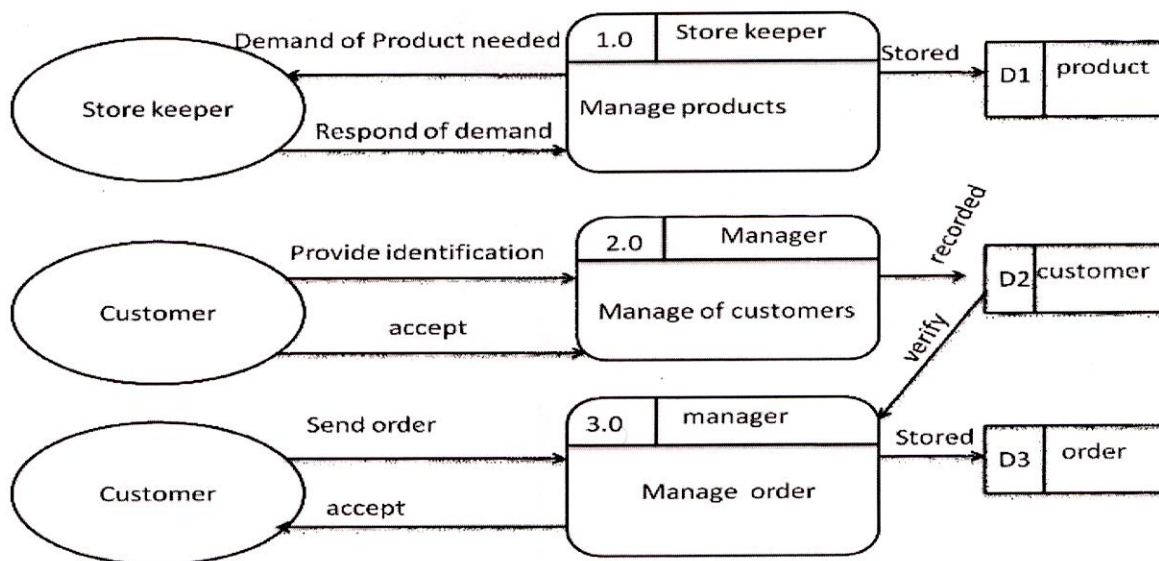 Demand of Product needed
1.0 Store keeper
Stored
D1 product
Store keeper
Manage products
Respond of demand
Provide identification
2.0 Manager
recorded
D2 customer
Customer
Manage of customers
accept
verify
Send order
3.0 manager
Stored
D3 order
Customer
Manage order
accept